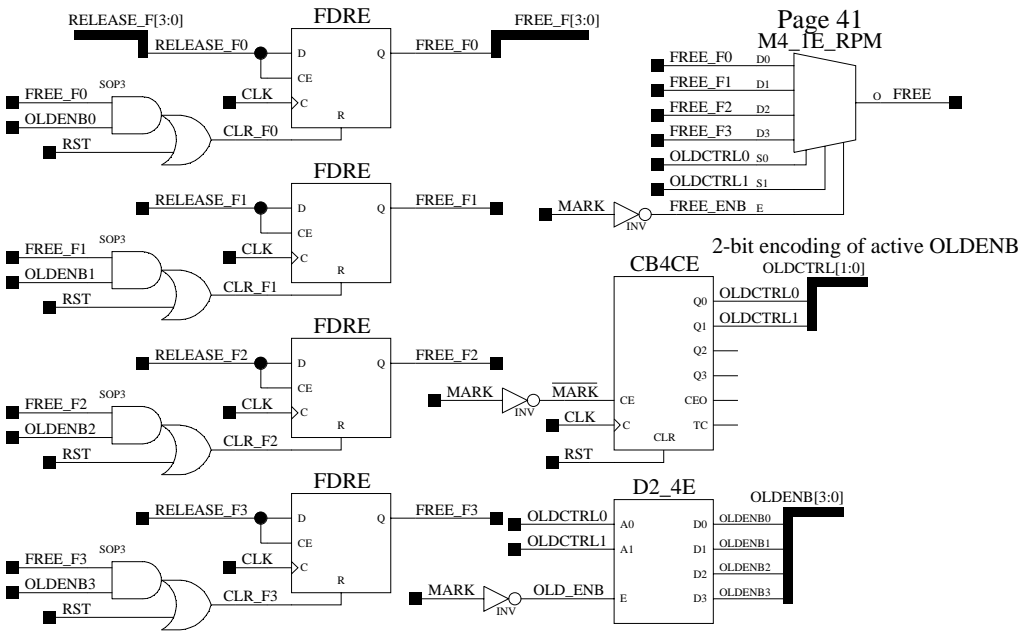 RELEASE_F[3:0]
FDRE
FREE_F[3:0]
RELEASE_F0
D
Q
FREE_F0
CE
CLK
C
R
SOP3
FREE_F0
OLDENB0
RST
CLR_F0
FDRE
RELEASE_F1
D
Q
FREE_F1
CE
CLK
C
R
SOP3
FREE_F1
OLDENB1
RST
CLR_F1
FDRE
RELEASE_F2
D
Q
FREE_F2
CE
CLK
C
R
SOP3
FREE_F2
OLDENB2
RST
CLR_F2
FDRE
RELEASE_F3
D
Q
FREE_F3
CE
CLK
C
R
SOP3
FREE_F3
OLDENB3
RST
CLR_F3
Page 41
M4_1E_RPM
FREE_F0 D0
FREE_F1 D1
FREE_F2 D2
FREE_F3 D3
OLDCTRL0 S0
OLDCTRL1 S1
MARK
INV
FREE_ENB E
O FREE
2-bit encoding of active OLDENB
CB4CE
OLDCTRL[1:0]
Q0 OLDCTRL0
Q1 OLDCTRL1
Q2
Q3
MARK
INV
MARK
CE
CEO
CLK
C
TC
CLR
RST
D2_4E
OLDENB[3:0]
OLDCTRL0 A0
D0 OLDENB0
OLDCTRL1 A1
D1 OLDENB1
D2 OLDENB2
MARK
INV
OLD_ENB E
D3 OLDENB3